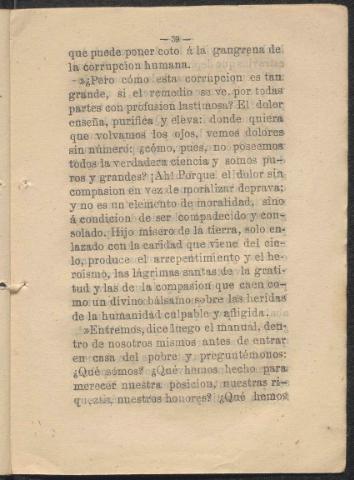 — 39 —
que puede poner coto á la gangrena de
la corrupcion humana.
»¿Pero cómo esta corrupcion es tan
grande, si el remedio se ve por todas
partes con profusion lastimosa? El dolor
enseña, purifica y eleva: donde quiera
que volvamos los ojos, vemos dolores
sin número: ¿cómo, pues, no poseemos
todos la verdadera ciencia y somos pu-
ros y grandes? ¡Ah! Porque el dolor sin
compasion en vez de moralizar deprava;
y no es un elemento de moralidad, sino
á condicion de ser compadecido y con-
solado. Hijo misero de la tierra, solo en-
lazado con la caridad que viene del cie-
lo, produce el arrepentimiento y el he-
roismo, las lágrimas santas de la grati-
tud y las de la compasion que caen co-
mo un divino bálsamo sobre las heridas
de la humanidad culpable y afligida.
»Entremos, dice luego el manual, den-
tro de nosotros mismos antes de entrar
en casa del pobre y preguntémonos:
¿Qué somos? ¿Qué hemos hecho para
merecer nuestra posicion, nuestras ri-
quezas, nuestros honores? ¿Qué hemos